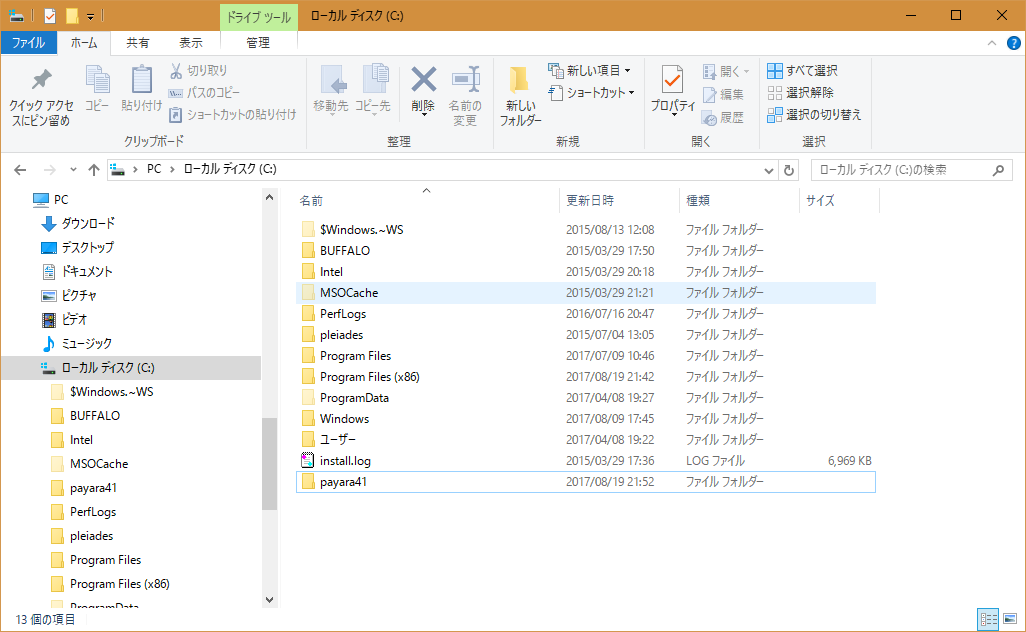 ドライブ ツール ローカル ディスク (C:)
ファイル ホーム 共有 表示 管理
クイック アクセスにピン留め
コピー
貼り付け
切り取り
パスのコピー
ショートカットの貼り付け
クリップボード
移動先
コピー先
削除
名前の変更
整理
新しいフォルダー
新しい項目
ショートカット
新規
プロパティ
開く
編集
履歴
開く
すべて選択
選択解除
選択の切り替え
選択
PC ローカル ディスク (C:)
ローカル ディスク (C:)の検索
PC
ダウンロード
デスクトップ
ドキュメント
ピクチャ
ビデオ
ミュージック
ローカル ディスク (C:)
$Windows.~WS
BUFFALO
Intel
MSOCache
payara41
PerfLogs
pleiades
Program Files
Program Files (x86)
ProgramData
名前 更新日時 種類 サイズ
$Windows.~WS 2015/08/13 12:08 ファイル フォルダー
BUFFALO 2015/03/29 17:50 ファイル フォルダー
Intel 2015/03/29 20:18 ファイル フォルダー
MSOCache 2015/03/29 21:21 ファイル フォルダー
PerfLogs 2016/07/16 20:47 ファイル フォルダー
pleiades 2015/07/04 13:05 ファイル フォルダー
Program Files 2017/07/09 10:46 ファイル フォルダー
Program Files (x86) 2017/08/19 21:42 ファイル フォルダー
ProgramData 2017/04/08 19:27 ファイル フォルダー
Windows 2017/08/09 17:45 ファイル フォルダー
ユーザー 2017/04/08 19:22 ファイル フォルダー
install.log 2015/03/29 17:36 LOG ファイル 6,969 KB
payara41 2017/08/19 21:52 ファイル フォルダー
13 個の項目